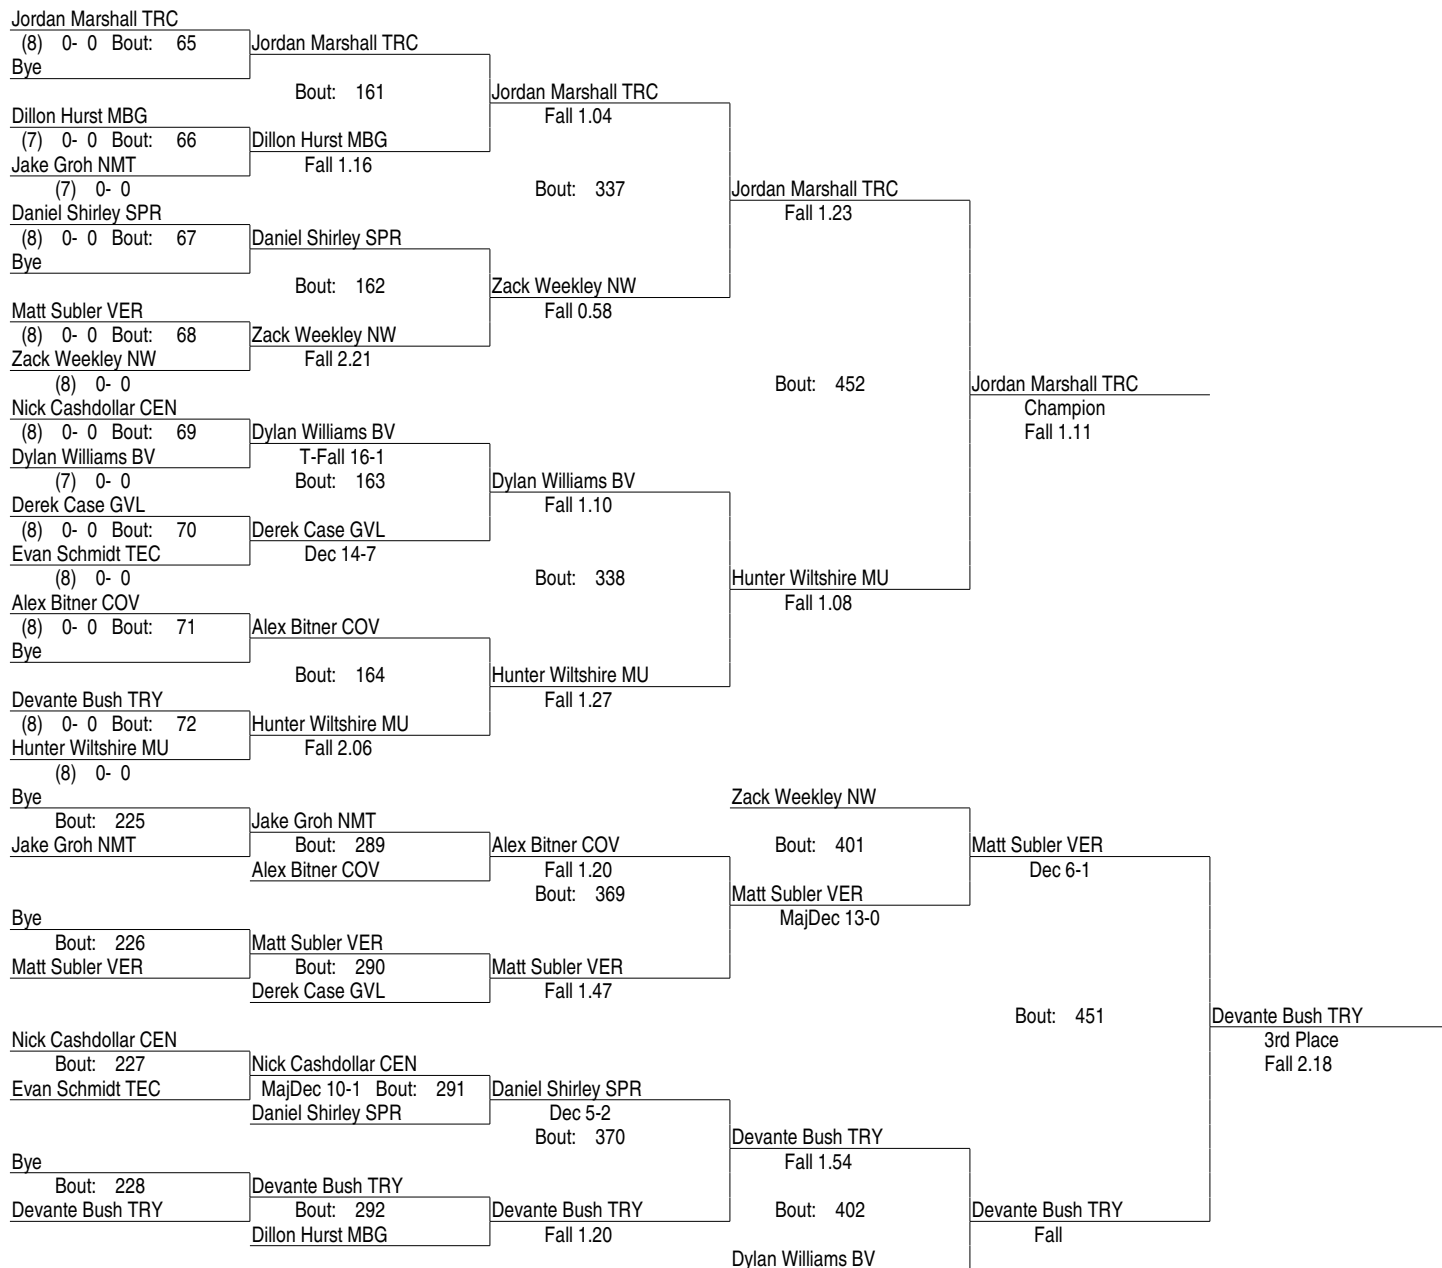 Jordan Marshall TRC
(8) 0- 0 Bout: 65 Jordan Marshall TRC
Bye
Bout: 161 Jordan Marshall TRC
Dillon Hurst MBG Fall 1.04
(7) 0- 0 Bout: 66 Dillon Hurst MBG
Jake Groh NMT Fall 1.16
(7) 0- 0 Bout: 337 Jordan Marshall TRC
Daniel Shirley SPR Fall 1.23
(8) 0- 0 Bout: 67 Daniel Shirley SPR
Bye
Bout: 162 Zack Weekley NW
Matt Subler VER Fall 0.58
(8) 0- 0 Bout: 68 Zack Weekley NW
Zack Weekley NW Fall 2.21
(8) 0- 0 Bout: 452 Jordan Marshall TRC
Nick Cashdollar CEN Champion
(8) 0- 0 Bout: 69 Dylan Williams BV Fall 1.11
Dylan Williams BV T-Fall 16-1
(7) 0- 0 Bout: 163 Dylan Williams BV
Derek Case GVL Fall 1.10
(8) 0- 0 Bout: 70 Derek Case GVL
Evan Schmidt TEC Dec 14-7
(8) 0- 0 Bout: 338 Hunter Wiltshire MU
Alex Bitner COV Fall 1.08
(8) 0- 0 Bout: 71 Alex Bitner COV
Bye
Bout: 164 Hunter Wiltshire MU
Devante Bush TRY Fall 1.27
(8) 0- 0 Bout: 72 Hunter Wiltshire MU
Hunter Wiltshire MU Fall 2.06
(8) 0- 0
Bye Zack Weekley NW
Bout: 225 Jake Groh NMT
Jake Groh NMT Bout: 289 Alex Bitner COV Bout: 401 Matt Subler VER
Alex Bitner COV Fall 1.20 Dec 6-1
Bout: 369 Matt Subler VER
Bye MajDec 13-0
Bout: 226 Matt Subler VER
Matt Subler VER Bout: 290 Matt Subler VER
Derek Case GVL Fall 1.47
Bout: 451 Devante Bush TRY
Nick Cashdollar CEN 3rd Place
Bout: 227 Nick Cashdollar CEN Fall 2.18
Evan Schmidt TEC MajDec 10-1 Bout: 291 Daniel Shirley SPR
Daniel Shirley SPR Dec 5-2
Bout: 370 Devante Bush TRY
Bye Fall 1.54
Bout: 228 Devante Bush TRY
Devante Bush TRY Bout: 292 Devante Bush TRY Bout: 402 Devante Bush TRY
Dillon Hurst MBG Fall 1.20 Fall
Dylan Williams BV